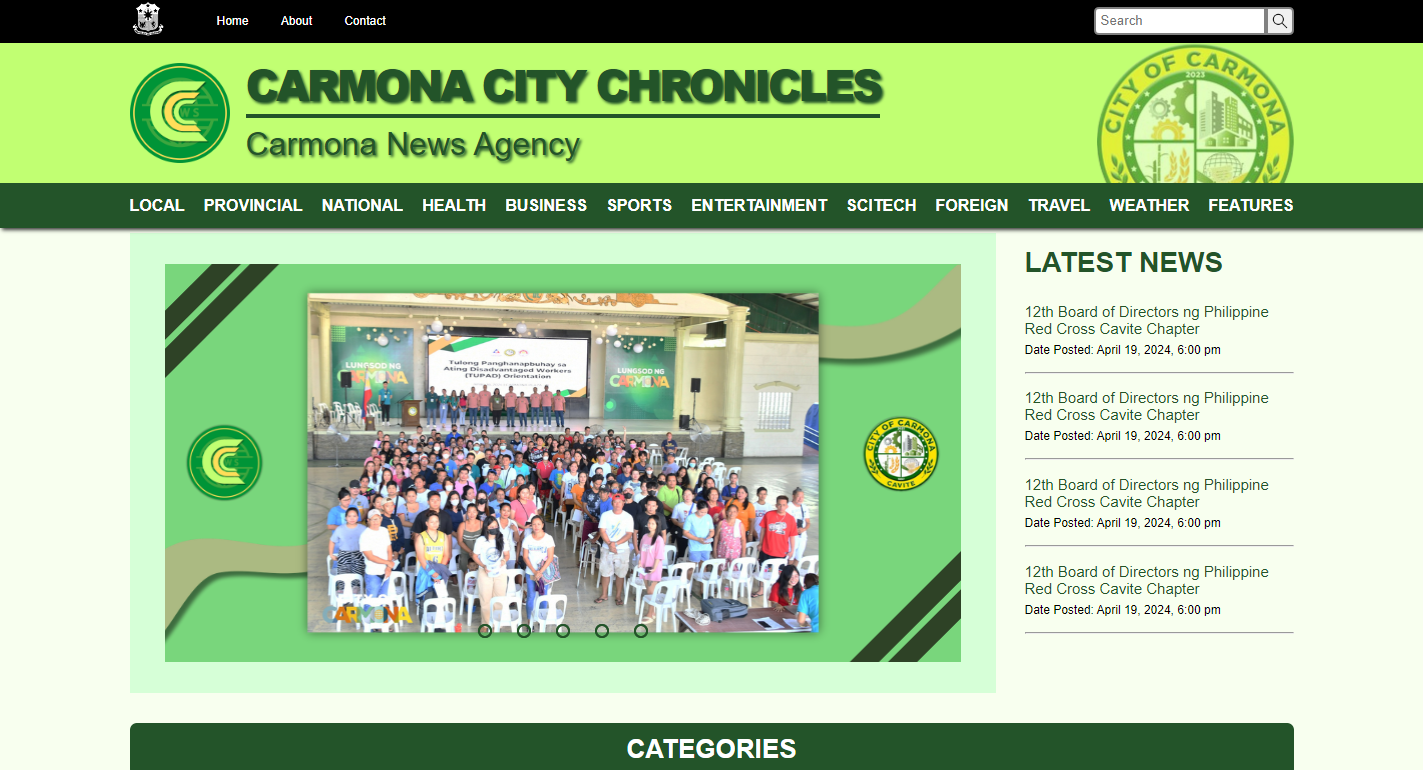 Home About Contact
Search
CARMONA CITY CHRONICLES
Carmona News Agency
CITY OF CARMONA
2023
LOCAL PROVINCIAL NATIONAL HEALTH BUSINESS SPORTS ENTERTAINMENT SCITECH FOREIGN TRAVEL WEATHER FEATURES
LUNGSOD NG
CARMONA
Tulong Panghanapbuhay sa
Ating Disadvantaged Workers
(TUPAD) Orientation
LUNGSOD NG
CARMONA
CITY OF CARMONA
CAVITE
CARMONA
LATEST NEWS
12th Board of Directors ng Philippine
Red Cross Cavite Chapter
Date Posted: April 19, 2024, 6:00 pm
12th Board of Directors ng Philippine
Red Cross Cavite Chapter
Date Posted: April 19, 2024, 6:00 pm
12th Board of Directors ng Philippine
Red Cross Cavite Chapter
Date Posted: April 19, 2024, 6:00 pm
12th Board of Directors ng Philippine
Red Cross Cavite Chapter
Date Posted: April 19, 2024, 6:00 pm
CATEGORIES